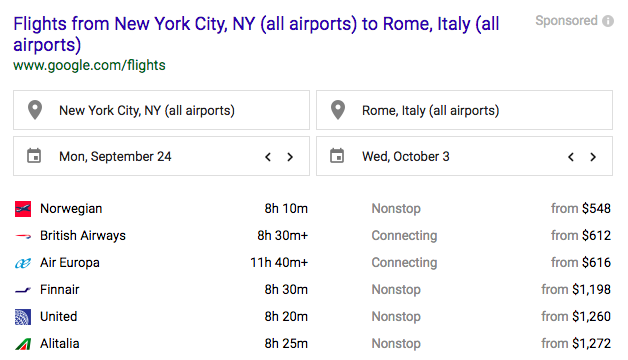 Flights from New York City, NY (all airports) to Rome, Italy (all
airports)
Sponsored
www.google.com/flights
New York City, NY (all airports) Rome, Italy (all airports)
Mon, September 24 < > Wed, October 3 < >
Norwegian 8h 10m Nonstop from $548
British Airways 8h 30m+ Connecting from $612
Air Europa 11h 40m+ Connecting from $616
Finnair 8h 30m Nonstop from $1,198
United 8h 20m Nonstop from $1,260
Alitalia 8h 25m Nonstop from $1,272